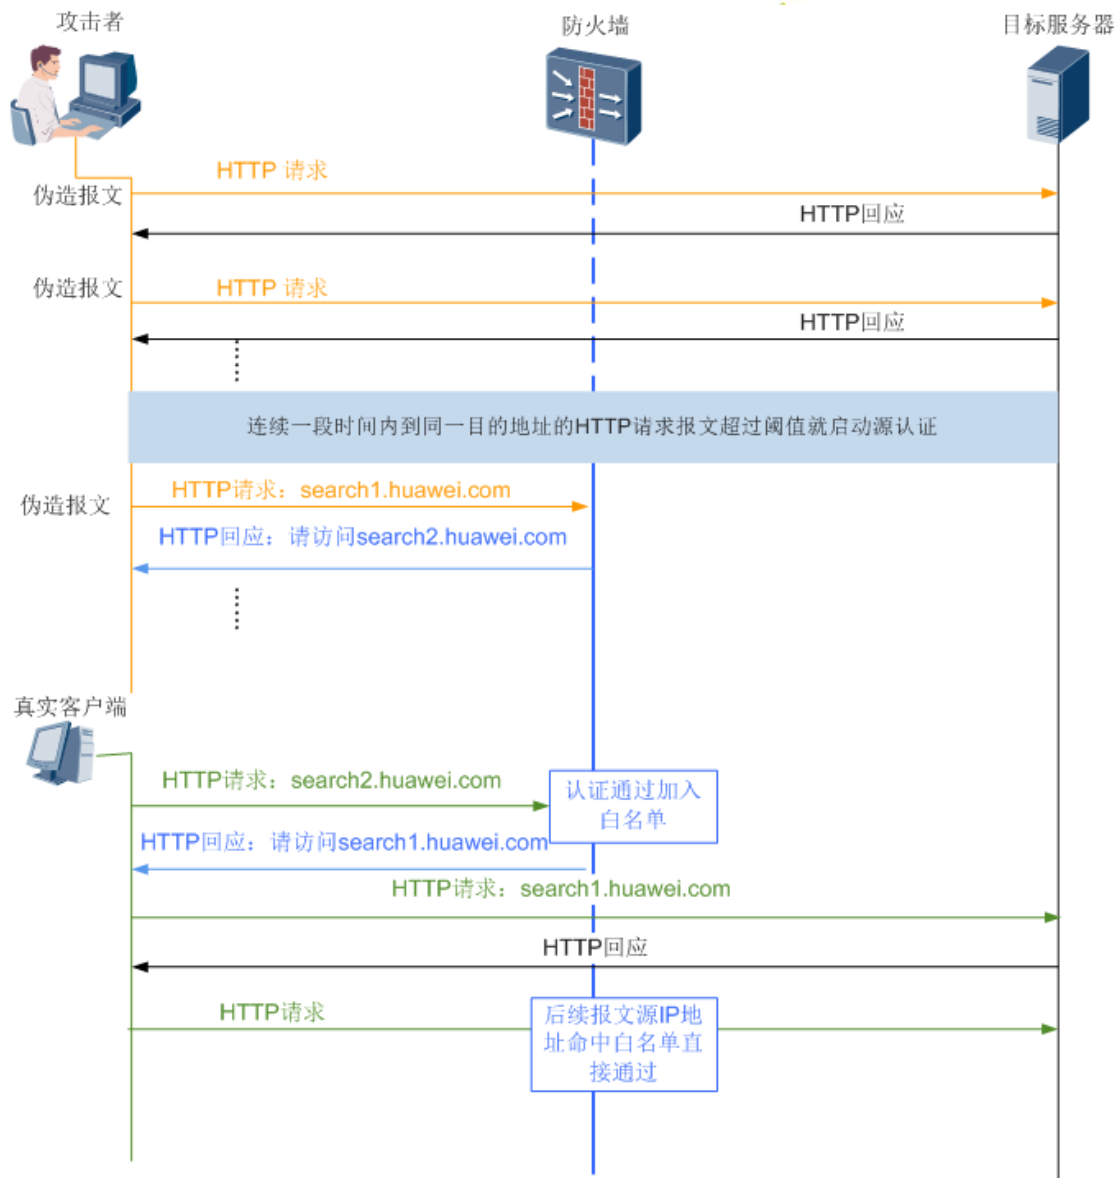 攻击者
防火墙
目标服务器
HTTP 请求
伪造报文
HTTP回应
伪造报文
HTTP 请求
HTTP回应
连续一段时间内到同一目的地址的HTTP请求报文超过阈值就启动源认证
HTTP请求：search1.huawei.com
伪造报文
HTTP回应：请访问search2.huawei.com
真实客户端
HTTP请求：search2.huawei.com
认证通过加入
白名单
HTTP回应：请访问search1.huawei.com
HTTP请求：search1.huawei.com
HTTP回应
HTTP请求
后续报文源IP地
址命中白名单直
接通过